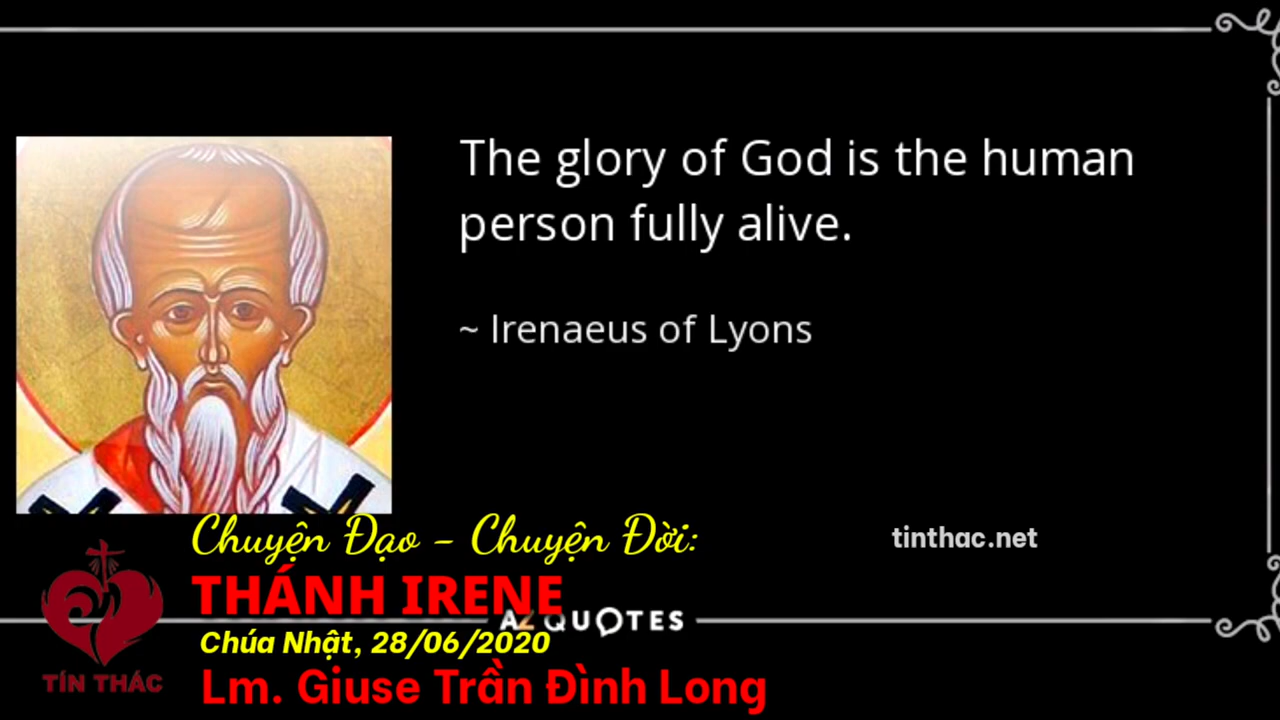 The glory of God is the human
person fully alive.
~ Irenaeus of Lyons
Chuyện Đạo - Chuyện Đời:
tinthac.net
THÁNH IRENE
AZ QUOTES
Chúa Nhật, 28/06/2020
TÍN THÁC
Lm. Giuse Trần Đình Long